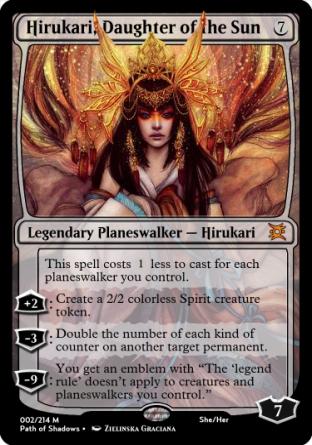 Hirukari, Daughter of the Sun 7
Legendary Planeswalker — Hirukari
This spell costs 1 less to cast for each
planeswalker you control.
+2: Create a 2/2 colorless Spirit creature
token.
-3: Double the number of each kind of
counter on another target permanent.
-9: You get an emblem with “The ‘legend
rule’ doesn’t apply to creatures and
planeswalkers you control.”
7
002/214 M She/Her
Path of Shadows • Zielinska Graciana